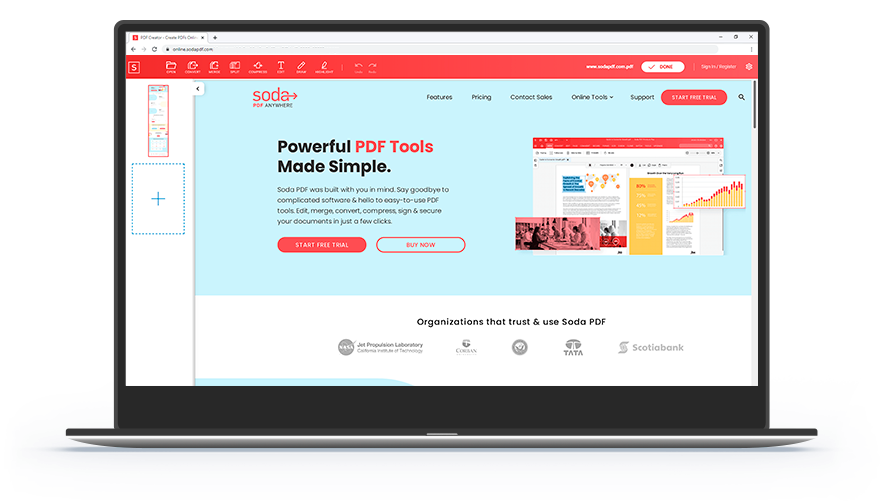 PDF Creator - Create PDFs Onlin
online.sodapdf.com
S
OPEN CONVERT MERGE SPLIT COMPRESS EDIT HIGHLIGHT
www.sodapdf.com.pdf
DONE
Sign In / Register
soda
PDF ANYWHERE
Features Pricing Contact Sales Online Tools Support
START FREE TRIAL
Powerful PDF Tools
Made Simple.
Soda PDF was built with you in mind. Say goodbye to
complicated software & hello to easy-to-use PDF
tools. Edit, merge, convert, compress, sign & secure
your documents in just a few clicks.
START FREE TRIAL
BUY NOW
Organizations that trust & use Soda PDF
NASA
Jet Propulsion Laboratory
California Institute of Technology
CORBAN
TATA
Scotiabank